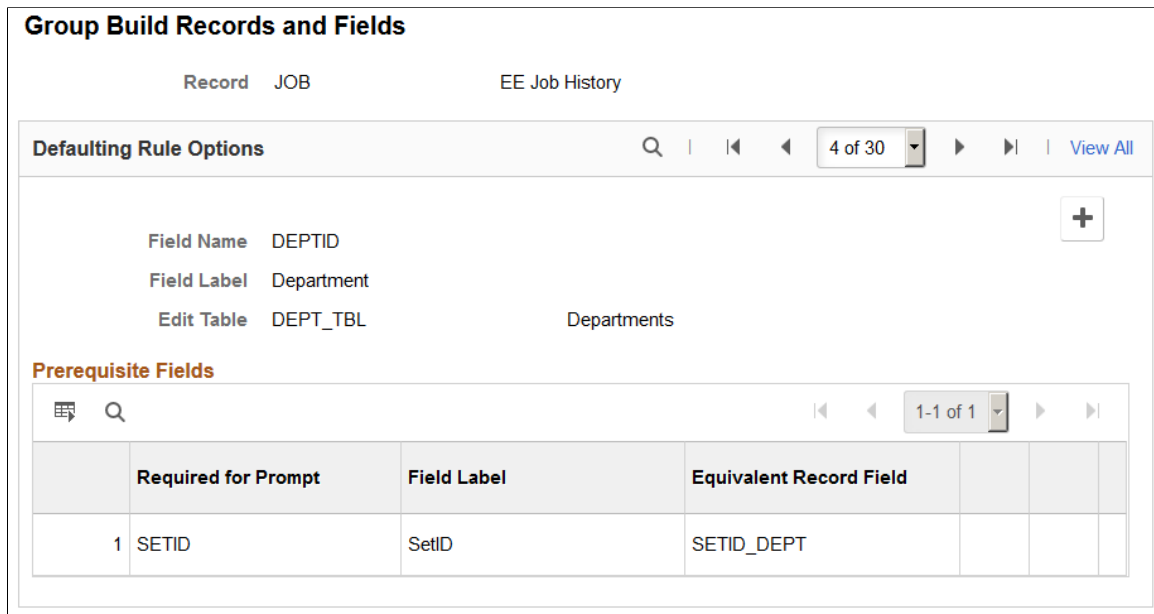 Group Build Records and Fields
Record JOB EE Job History
Defaulting Rule Options 4 of 30 View All
Field Name DEPTID
Field Label Department
Edit Table DEPT_TBL Departments
Prerequisite Fields
1-1 of 1
Required for Prompt Field Label Equivalent Record Field
1 SETID SetID SETID_DEPT